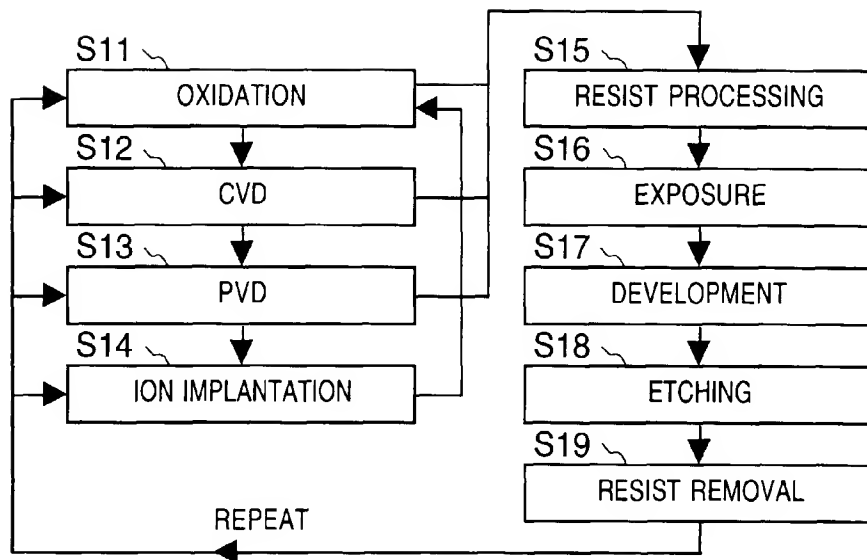 S11
OXIDATION
S12
CVD
S13
PVD
S14
ION IMPLANTATION
S15
RESIST PROCESSING
S16
EXPOSURE
S17
DEVELOPMENT
S18
ETCHING
S19
RESIST REMOVAL
REPEAT